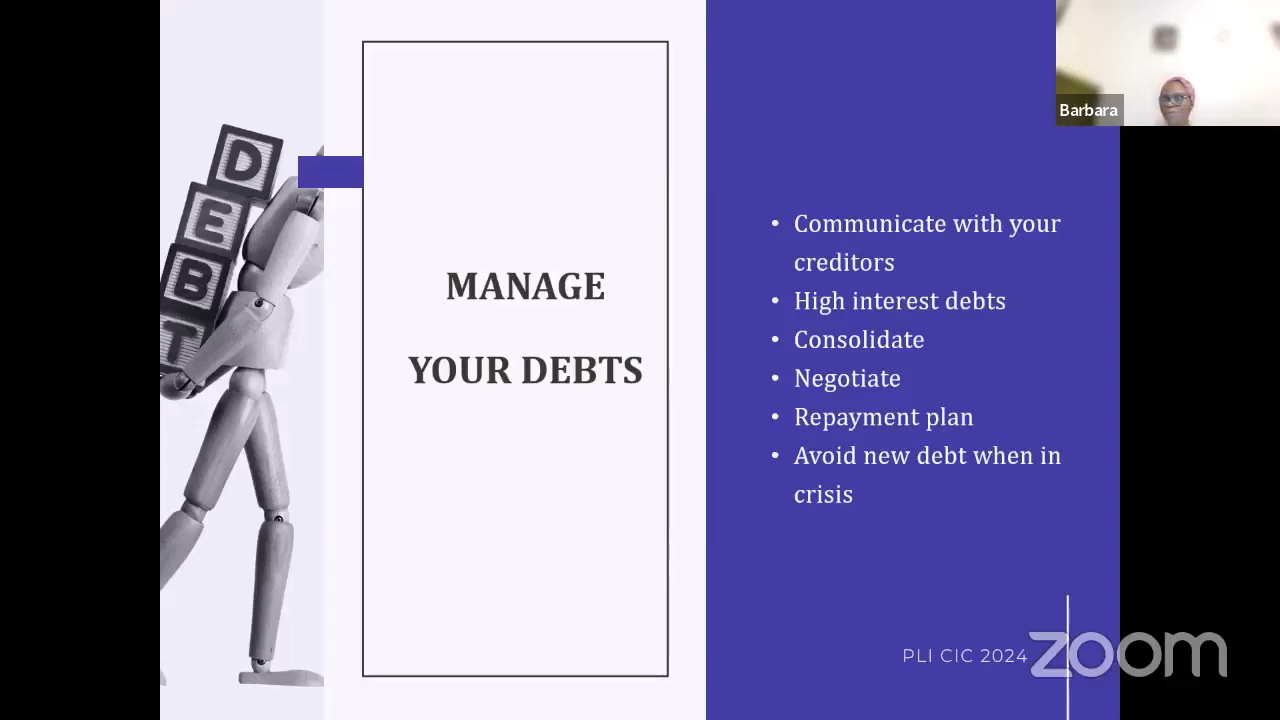 D
E
B
T
MANAGE
YOUR DEBTS
• Communicate with your
creditors
• High interest debts
• Consolidate
• Negotiate
• Repayment plan
• Avoid new debt when in
crisis
PLI CIC 2024
zoom
Barbara